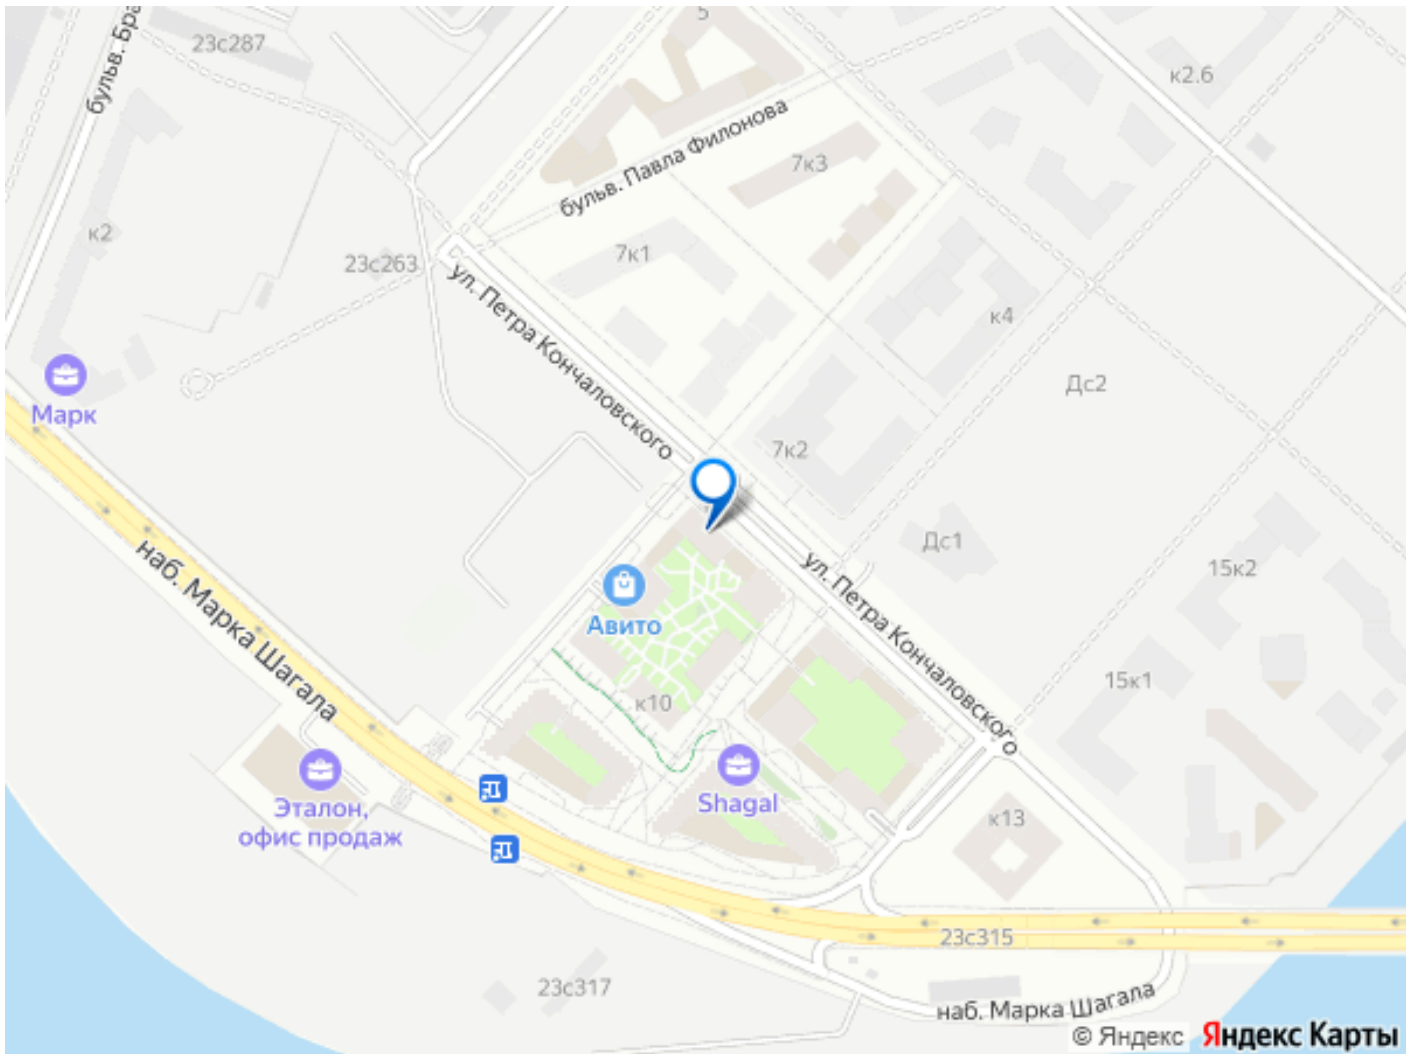 5
23с287
к2.6
бульв. Бра
бульв. Павла Филонова
7к3
к2
23с263
7к1
ул. Петра Кончаловского
к4
Марк
Дс2
7к2
Дс1
наб. Марка Шагала
ул. Петра Кончаловского
15к2
Авито
15к1
к10
Shagal
Эталон,
офис продаж
к13
23с315
23с317
наб. Марка Шагала
© Яндекс Яндекс Карты